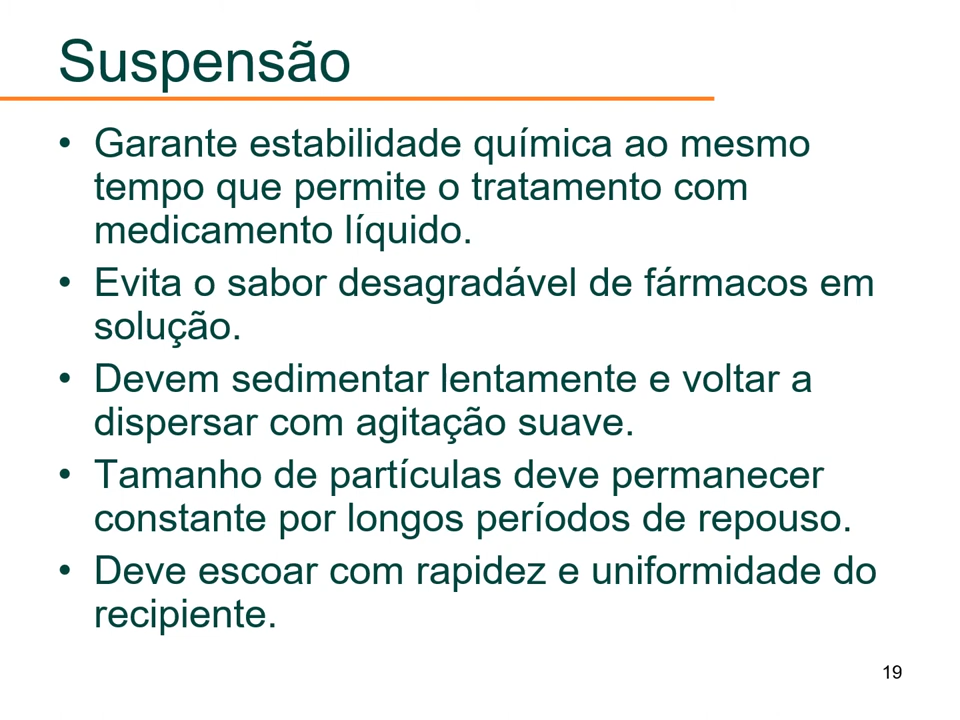 Suspensão
• Garante estabilidade química ao mesmo
tempo que permite o tratamento com
medicamento líquido.
• Evita o sabor desagradável de fármacos em
solução.
• Devem sedimentar lentamente e voltar a
dispersar com agitação suave.
• Tamanho de partículas deve permanecer
constante por longos períodos de repouso.
• Deve escoar com rapidez e uniformidade do
recipiente.
19